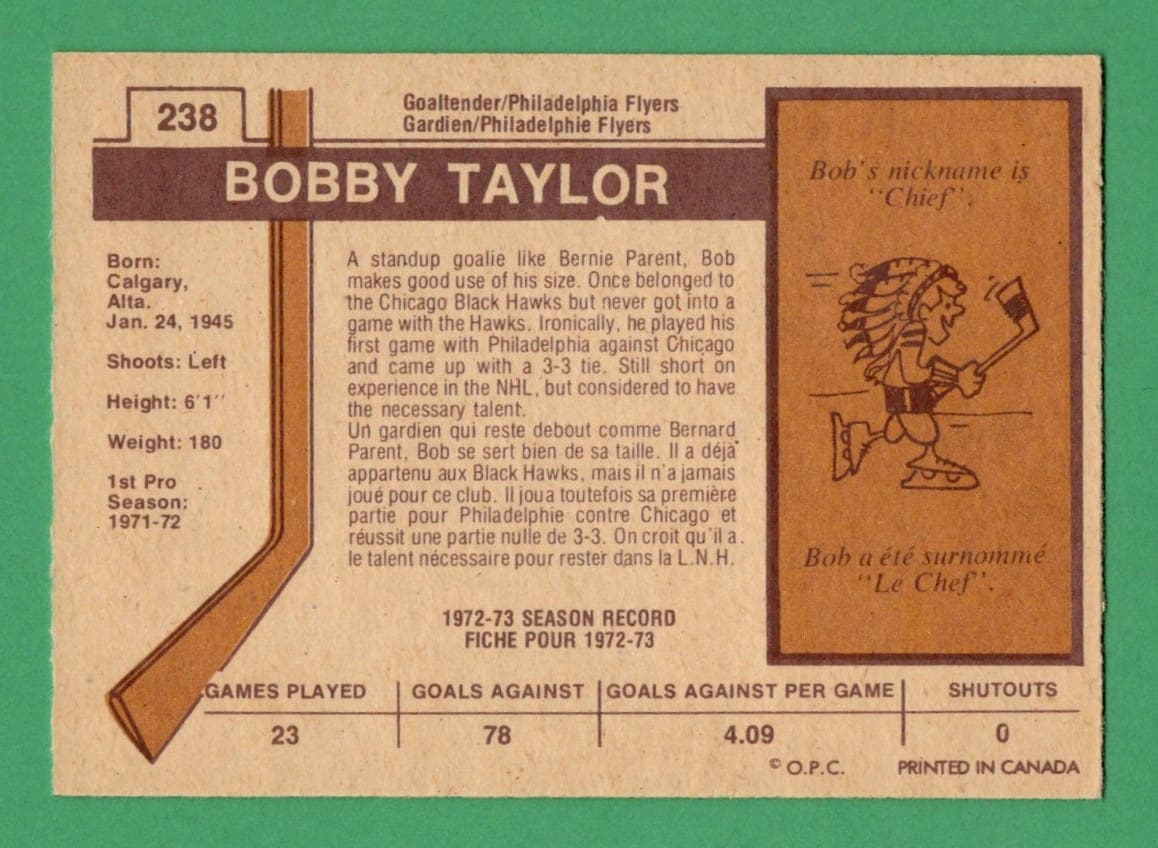 238
Goaltender/Philadelphia Flyers
Gardien/Philadelphie Flyers
BOBBY TAYLOR
Born:
Calgary,
Alta.
Jan. 24, 1945
Shoots: Left
Height: 6'1''
Weight: 180
1st Pro
Season:
1971-72
A standup goalie like Bernie Parent, Bob
makes good use of his size. Once belonged to
the Chicago Black Hawks but never got into a
game with the Hawks. Ironically, he played his
first game with Philadelphia against Chicago
and came up with a 3-3 tie. Still short on
experience in the NHL, but considered to have
the necessary talent.
Un gardien qui reste debout comme Bernard
Parent, Bob se sert bien de sa taille. Il a déjà
appartenu aux Black Hawks, mais il n'a jamais
joué pour ce club. Il joua toutefois sa première
partie pour Philadelphie contre Chicago et
réussit une partie nulle de 3-3. On croit qu'il a
le talent nécessaire pour rester dans la L.N.H.
Bob's nickname is
"Chief".
Bob a été surnommé
"Le Chef".
1972-73 SEASON RECORD
FICHE POUR 1972-73
GAMES PLAYED GOALS AGAINST GOALS AGAINST PER GAME SHUTOUTS
23 78 4.09 0
© O.P.C. PRINTED IN CANADA